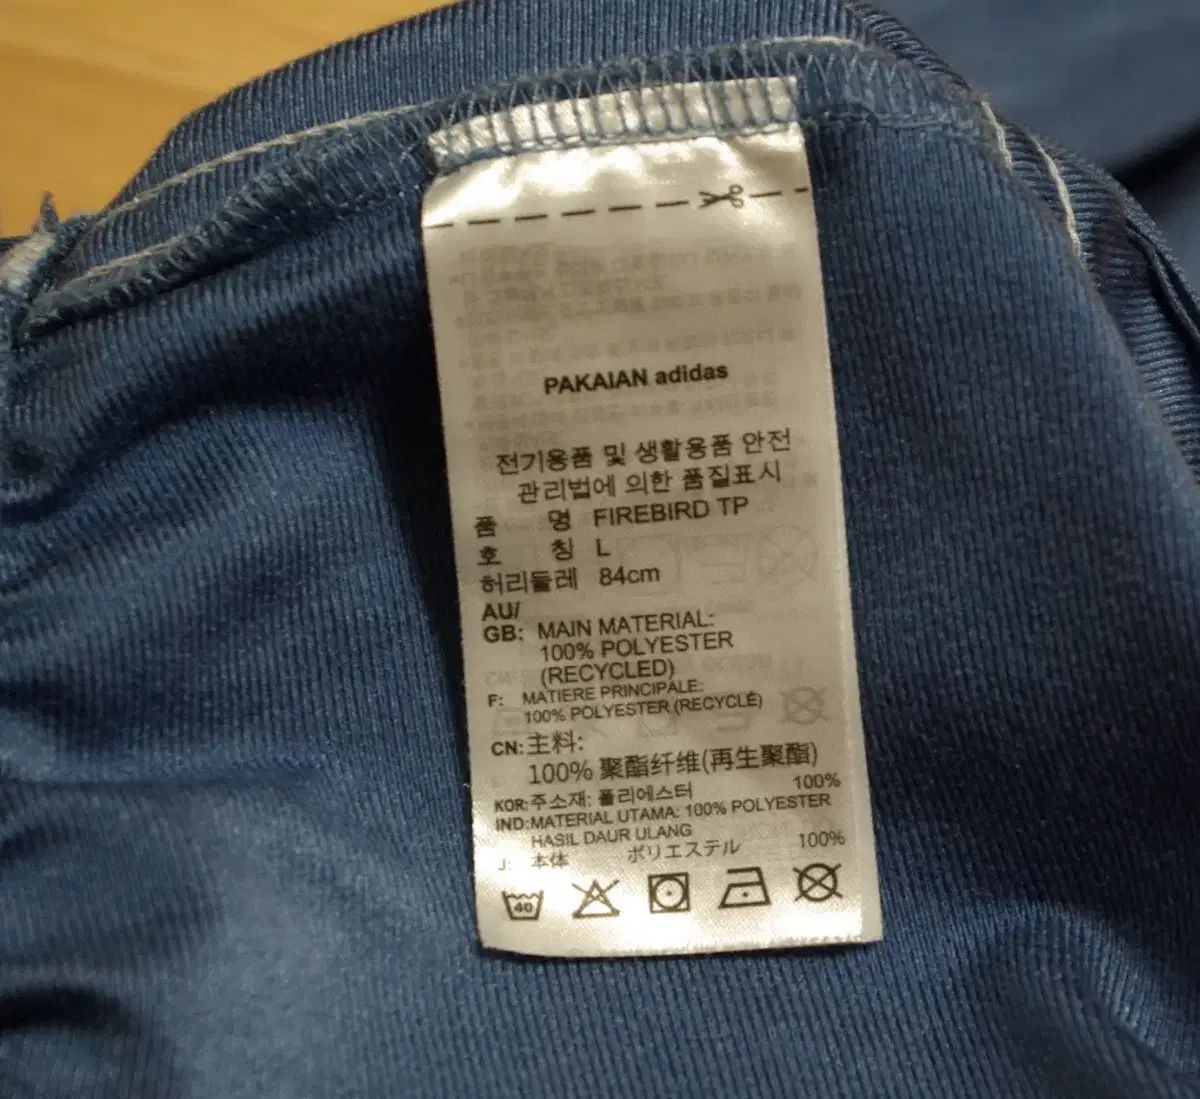 PAKAIAN adidas
전기용품 및 생활용품 안전
관리법에 의한 품질표시
품 명 FIREBIRD TP
호 칭 L
허리둘레 84cm
AU/
GB: MAIN MATERIAL:
100% POLYESTER
(RECYCLED)
F: MATIERE PRINCIPALE:
100% POLYESTER (RECYCLÉ)
CN: 主料:
100% 聚酯纤维(再生聚酯)
KOR: 주소재: 폴리에스터 100%
IND: MATERIAL UTAMA: 100% POLYESTER
HASIL DAUR ULANG
J: 本体 ポリエステル 100%
40